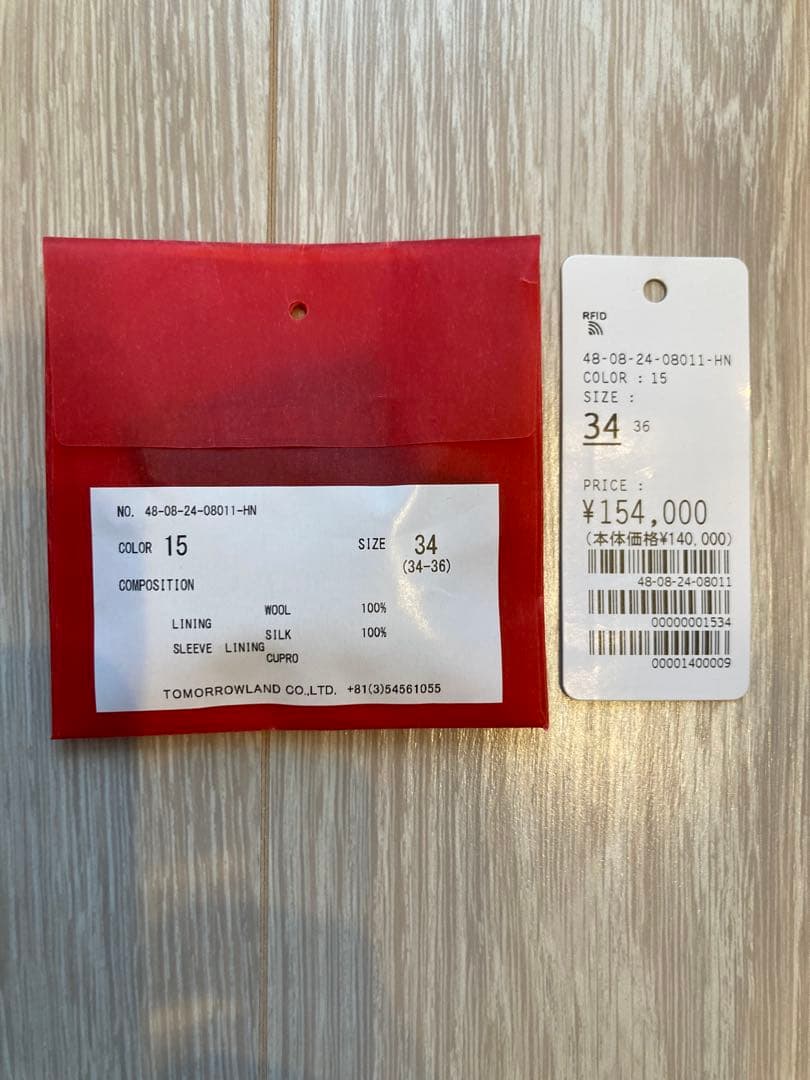 NO. 48-08-24-08011-HN
COLOR 15 SIZE 34
(34-36)
COMPOSITION
WOOL 100%
LINING
SILK 100%
SLEEVE LINING
CUPRO
TOMORROWLAND CO.,LTD. +81(3)54561055
RFID
48-08-24-08011-HN
COLOR : 15
SIZE :
34 36
PRICE :
¥154,000
(本体価格¥140,000)
48-08-24-08011
00000001534
00001400009